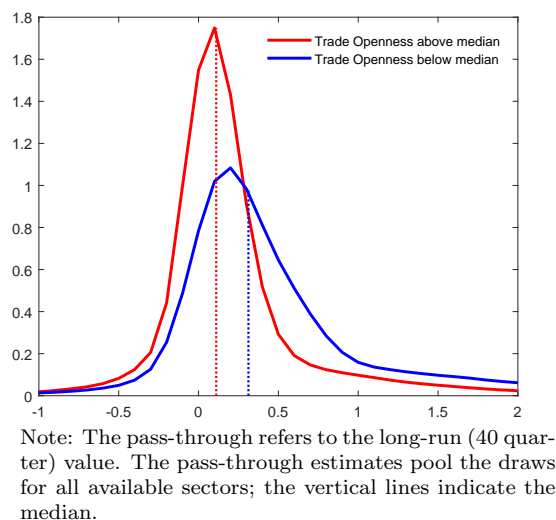 1.8
1.6
1.4
1.2
1
0.8
0.6
0.4
0.2
0
-1
-0.5
0
0.5
1
1.5
2
Trade Openness above median
Trade Openness below median
Note: The pass-through refers to the long-run (40 quar-
ter) value. The pass-through estimates pool the draws
for all available sectors; the vertical lines indicate the
median.